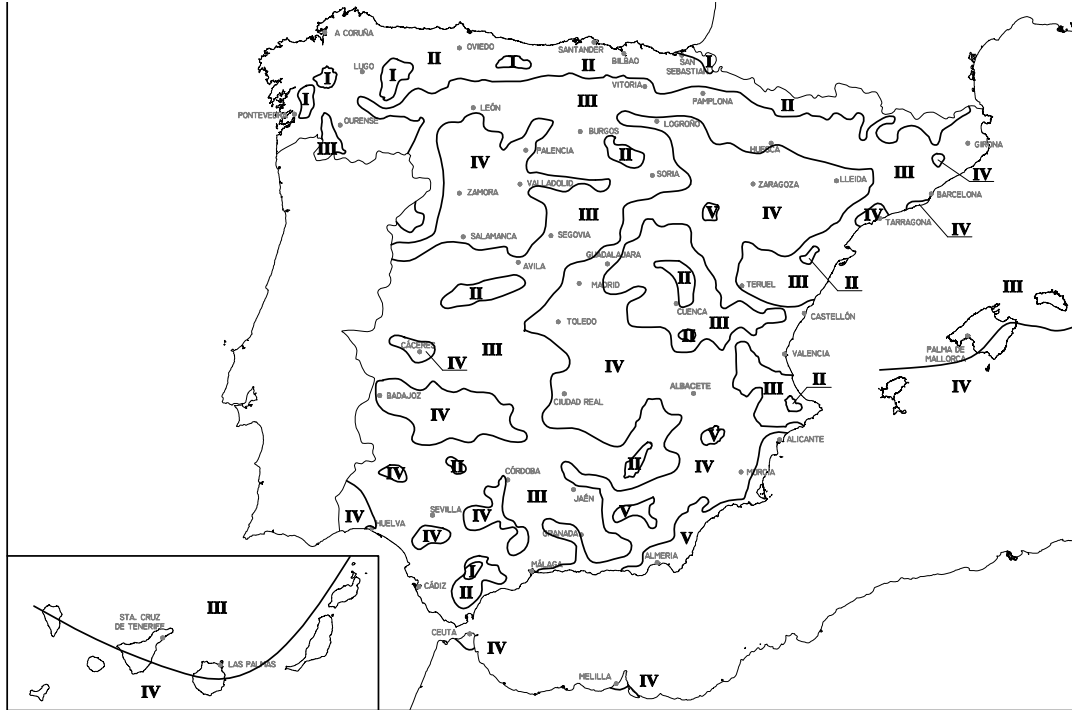 A CORUÑA
II
OVIEDO
SANTANDER
BILBAO
II
I
SAN
SEBASTIAN
I
LUGO
I
I
I
VITORIA
PAMPLONA
II
III
LEÓN
PONTEVEDRA
OURENSE
III
BURGOS
LOGROÑO
HUESCA
GIRONA
IV
PALENCIA
II
SORIA
III
IV
ZAMORA
VALLADOLID
ZARAGOZA
LLEIDA
BARCELONA
III
V
IV
IV
TARRAGONA
IV
SALAMANCA
SEGOVIA
AVILA
GUADALAJARA
MADRID
II
II
TERUEL
III
II
III
CUENCA
III
CASTELLÓN
TOLEDO
II
CÁCERES
IV
III
VALENCIA
PALMA DE
MALLORCA
IV
IV
BADAJOZ
IV
CIUDAD REAL
ALBACETE
III
II
V
ALICANTE
IV
II
II
IV
MURCIA
CÓRDOBA
III
JAÉN
SEVILLA
IV
IV
HUELVA
V
IV
GRANADA
V
ALMERIA
MÁLAGA
I
II
CÁDIZ
CEUTA
IV
MELILLA
IV
III
STA. CRUZ
DE TENERIFE
LAS PALMAS
IV